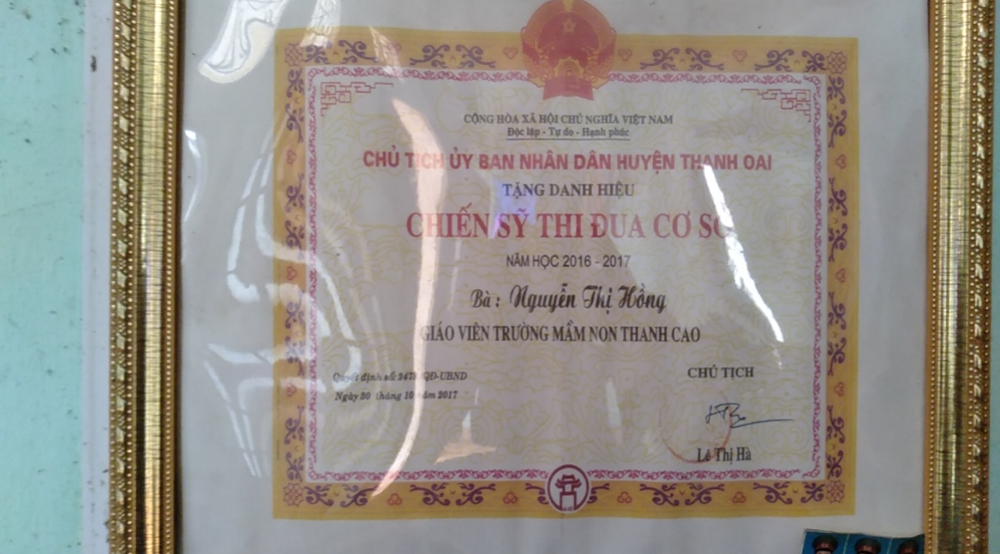 CỘNG HÒA XÃ HỘI CHỦ NGHĨA VIỆT NAM
Độc lập - Tự do - Hạnh phúc
CHỦ TỊCH ỦY BAN NHÂN DÂN HUYỆN THANH OAI
TẶNG DANH HIỆU
CHIẾN SỸ THI ĐUA CƠ SỞ
NĂM HỌC 2016 - 2017
Bà : Nguyễn Thị Hồng
GIÁO VIÊN TRƯỜNG MẦM NON THANH CAO
Quyết định số: 2478/QĐ-UBND
Ngày 30 tháng 10 năm 2017
CHỦ TỊCH
Lê Thị Hà